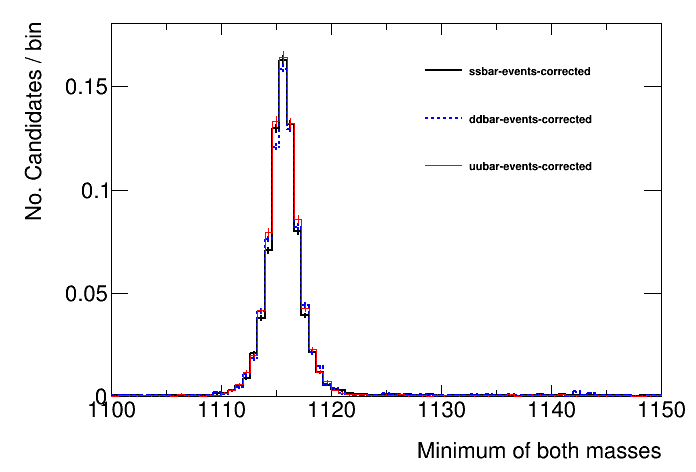 No. Candidates / bin
0.15
0.1
0.05
0
ssbar-events-corrected
ddbar-events-corrected
uubar-events-corrected
1100 1110 1120 1130 1140 1150
Minimum of both masses